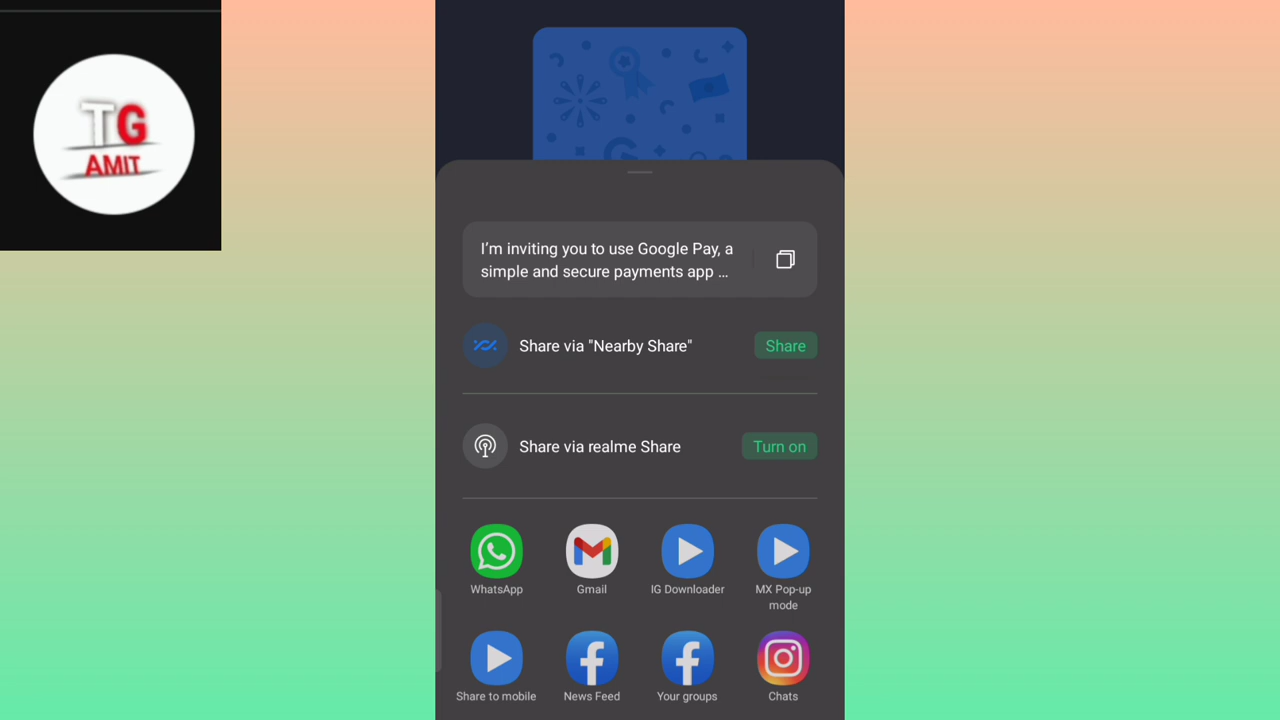 TG
AMIT
I’m inviting you to use Google Pay, a
simple and secure payments app ...
Share via "Nearby Share"
Share
Share via realme Share
Turn on
WhatsApp
Gmail
IG Downloader
MX Pop-up
mode
Share to mobile
News Feed
Your groups
Chats